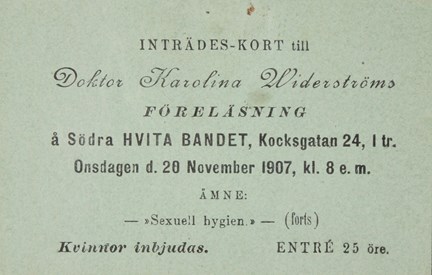 INTRÄDES-KORT till
Doktor Karolina Widerströms
FÖRELÄSNING
å Södra HVITA BANDET, Kocksgatan 24, I tr.
Onsdagen d. 20 November 1907, kl. 8 e. m.
ÄMNE:
— »Sexuell hygien.» — (forts)
Kvinnor inbjudas. ENTRÉ 25 öre.